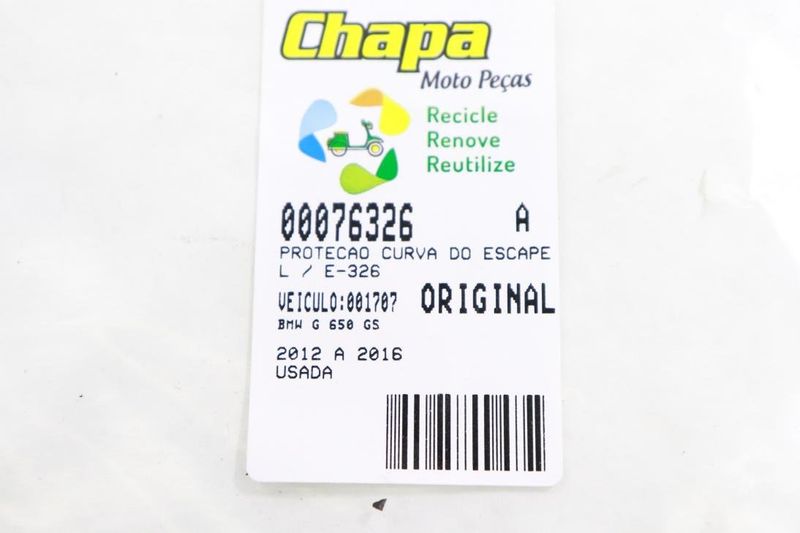 Chapa
Moto Peças
Recicle
Renove
Reutilize
00076326 A
PROTECAO CURVA DO ESCAPE
L / E-326
VEICULO:001707 ORIGINAL
BMW G 650 GS
2012 A 2016
USADA